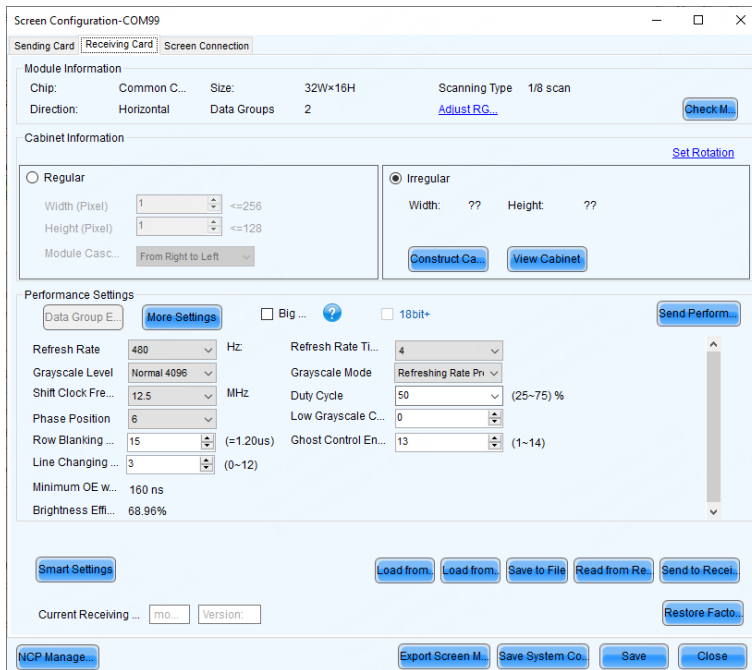 Screen Configuration-COM99
Sending Card Receiving Card Screen Connection
Module Information
Chip: Common C... Size: 32W×16H Scanning Type 1/8 scan
Direction: Horizontal Data Groups 2 Adjust RG... Check M...
Cabinet Information
Set Rotation
Regular
Width (Pixel) 1 <=256
Height (Pixel) 1 <=128
Module Casc... From Right to Left
Irregular
Width: ?? Height: ??
Construct Ca... View Cabinet
Performance Settings
Data Group E... More Settings Big ... ? 18bit+ Send Perform...
Refresh Rate 480 Hz: Refresh Rate Ti... 4
Grayscale Level Normal 4096 Grayscale Mode Refreshing Rate Pr
Shift Clock Fre... 12.5 MHz Duty Cycle 50 (25~75) %
Phase Position 6 Low Grayscale C... 0
Row Blanking ... 15 (=1.20us) Ghost Control En... 13 (1~14)
Line Changing ... 3 (0~12)
Minimum OE w... 160 ns
Brightness Effi... 68.96%
Smart Settings Load from.. Load from.. Save to File Read from Re... Send to Recei..
Current Receiving ... mo... Version: Restore Facto...
NCP Manage... Export Screen M... Save System Co... Save Close